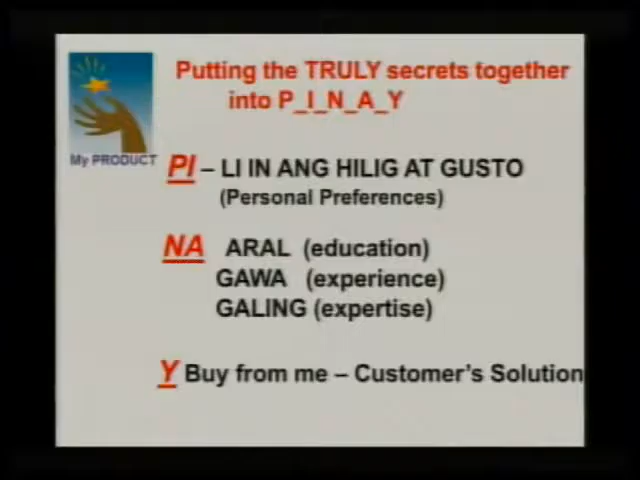 Putting the TRULY secrets together
into P_I_N_A_Y
My PRODUCT
PI – LI IN ANG HILIG AT GUSTO
(Personal Preferences)
NA ARAL (education)
GAWA (experience)
GALING (expertise)
Y Buy from me – Customer's Solution